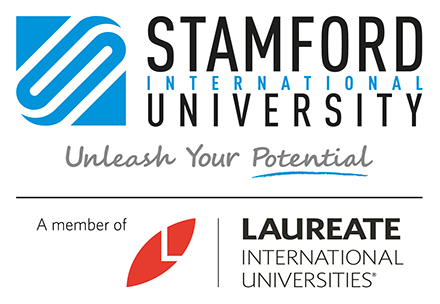 STAMFORD
INTERNATIONAL
UNIVERSITY
Unleash Your Potential
A member of
L
LAUREATE
INTERNATIONAL
UNIVERSITIES®